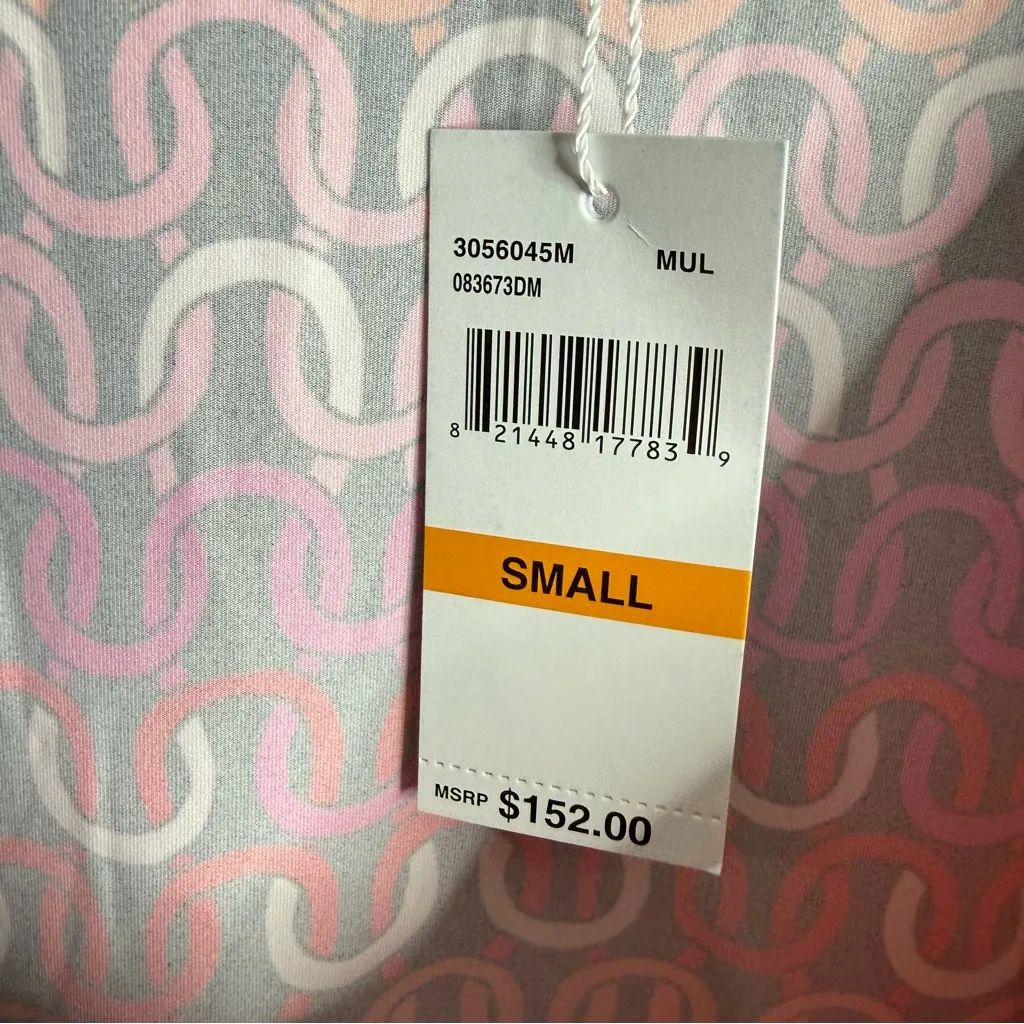 3056045M MUL
083673DM
8 21448 17783 9
SMALL
MSRP $152.00